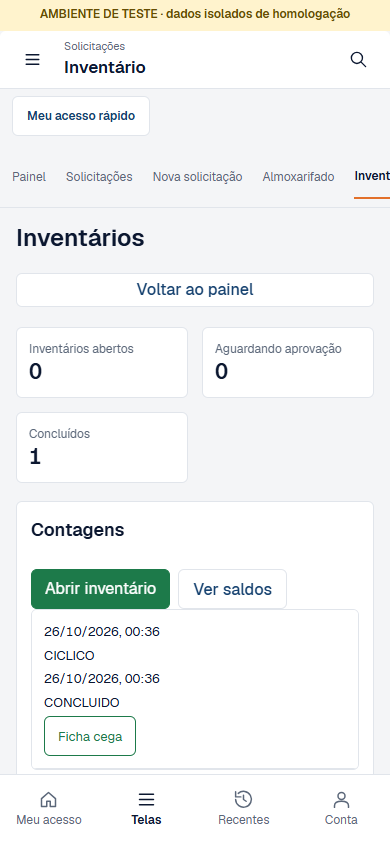 AMBIENTE DE TESTE · dados isolados de homologação
Solicitações
Inventário
Meu acesso rápido
Painel Solicitações Nova solicitação Almoxarifado Invent
Inventários
Voltar ao painel
Inventários abertos
0
Aguardando aprovação
0
Concluídos
1
Contagens
Abrir inventário
Ver saldos
26/10/2026, 00:36
CICLICO
26/10/2026, 00:36
CONCLUIDO
Ficha cega
Meu acesso Telas Recentes Conta